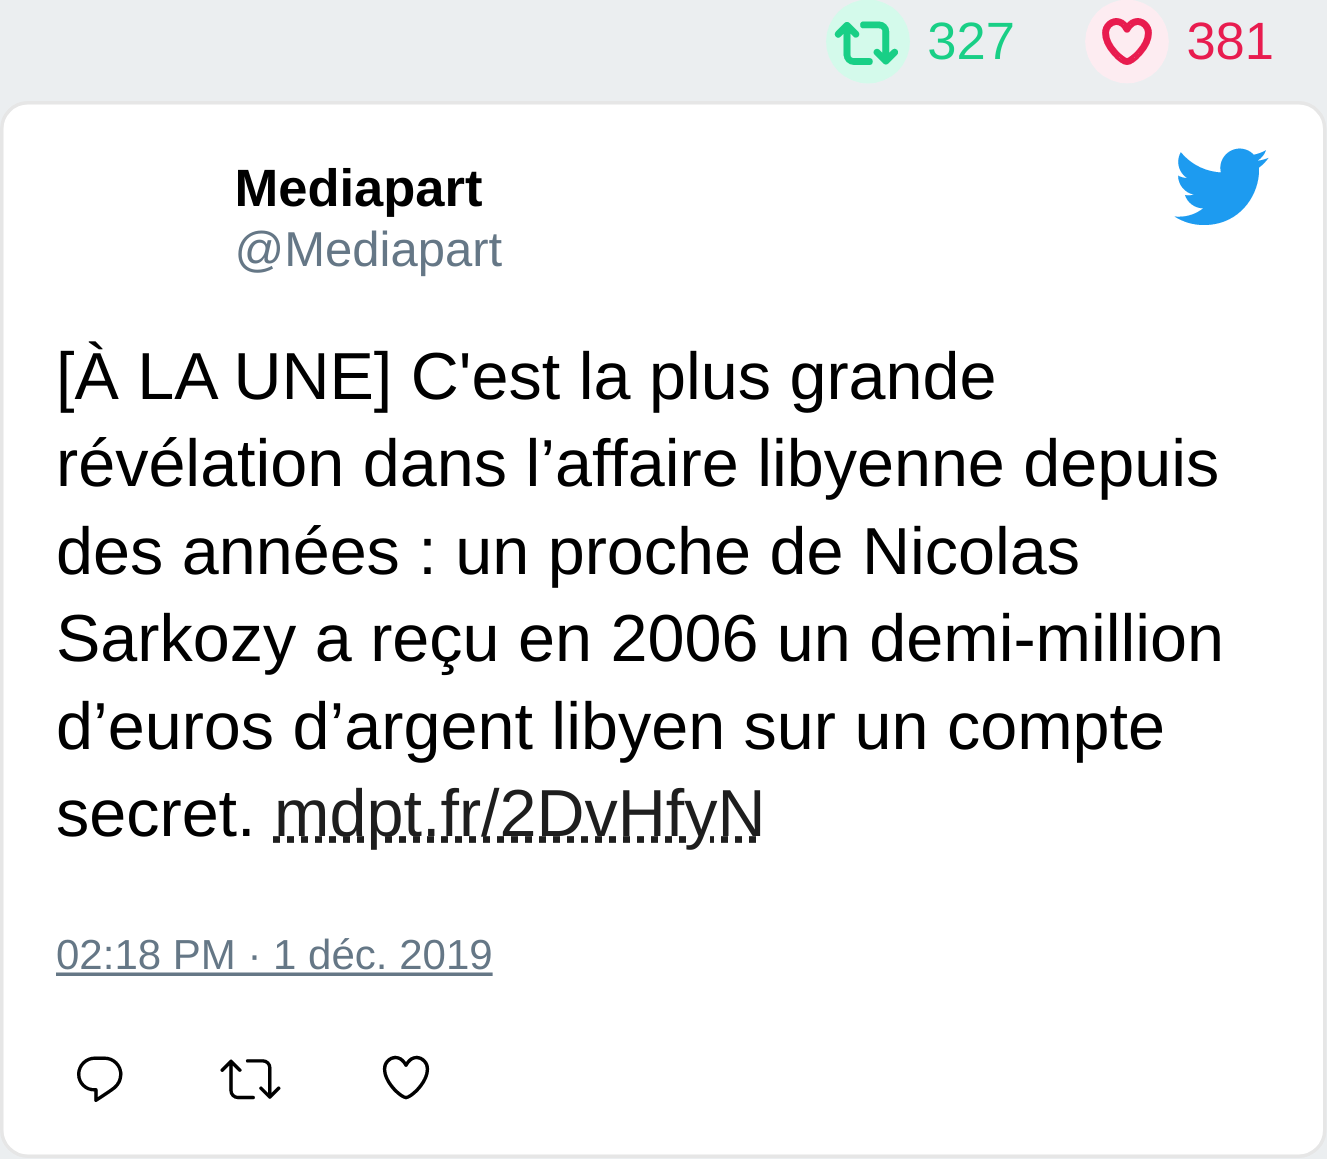 327 381
Mediapart
@Mediapart
[À LA UNE] C'est la plus grande
révélation dans l’affaire libyenne depuis
des années : un proche de Nicolas
Sarkozy a reçu en 2006 un demi-million
d’euros d’argent libyen sur un compte
secret. mdpt.fr/2DvHfyN
02:18 PM · 1 déc. 2019